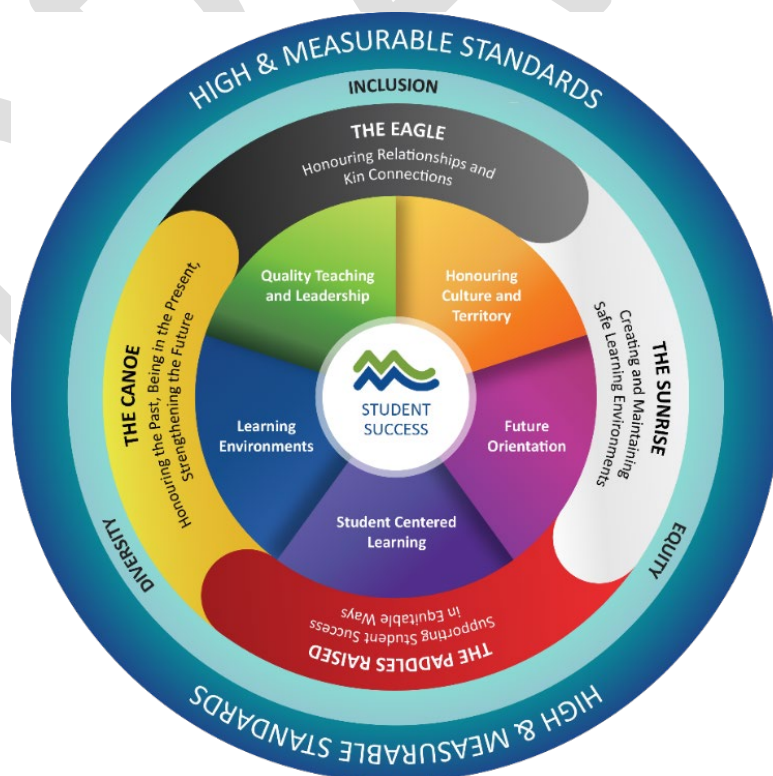 HIGH & MEASURABLE STANDARDS
INCLUSION
THE EAGLE
Honouring Relationships and
Kin Connections
Quality Teaching
and Leadership
Honouring
Culture and
Territory
THE CANOE
Honouring the Past, Being in the Present,
Strengthening the Future
THE SUNRISE
Creating and Maintaining
Safe Learning Environments
Learning
Environments
STUDENT
SUCCESS
Future
Orientation
Student Centered
Learning
DIVERSITY
EQUITY
THE PADDLES RAISED
Supporting Student Success
in Equitable Ways
HIGH & MEASURABLE STANDARDS